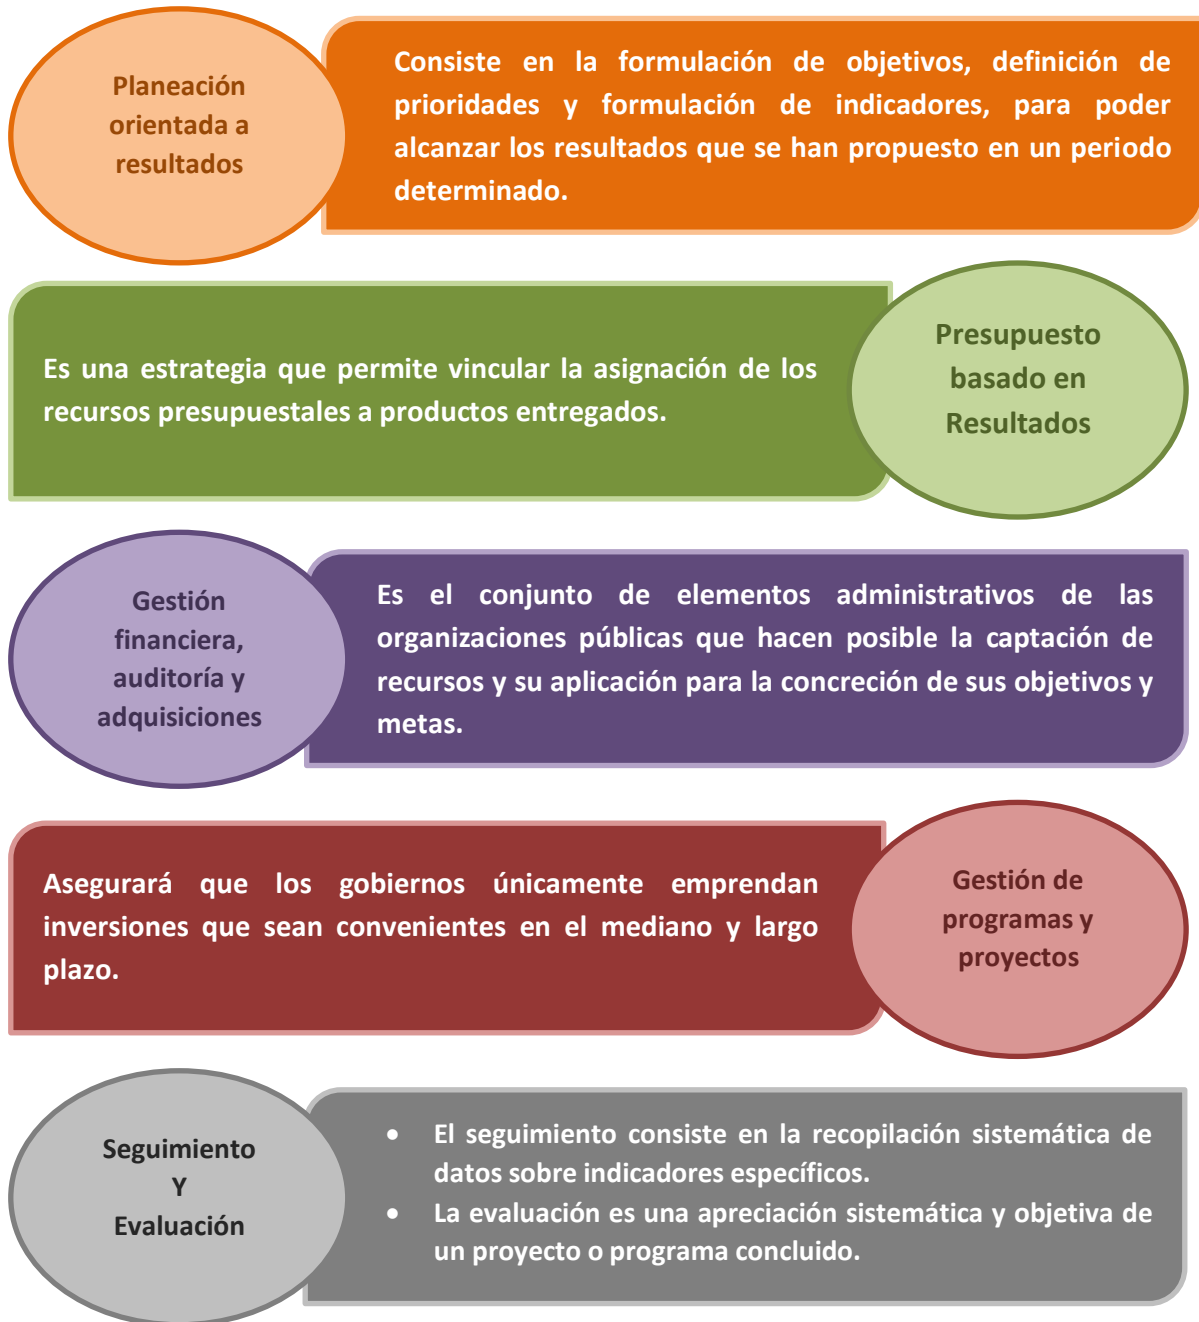 Planeación
orientada a
resultados
Consiste en la formulación de objetivos, definición de
prioridades y formulación de indicadores, para poder
alcanzar los resultados que se han propuesto en un periodo
determinado.
Es una estrategia que permite vincular la asignación de los
recursos presupuestales a productos entregados.
Presupuesto
basado en
Resultados
Gestión
financiera,
auditoría y
adquisiciones
Es el conjunto de elementos administrativos de las
organizaciones públicas que hacen posible la captación de
recursos y su aplicación para la concreción de sus objetivos y
metas.
Asegurará que los gobiernos únicamente emprendan
inversiones que sean convenientes en el mediano y largo
plazo.
Gestión de
programas y
proyectos
Seguimiento
Y
Evaluación
• El seguimiento consiste en la recopilación sistemática de
datos sobre indicadores específicos.
• La evaluación es una apreciación sistemática y objetiva de
un proyecto o programa concluido.